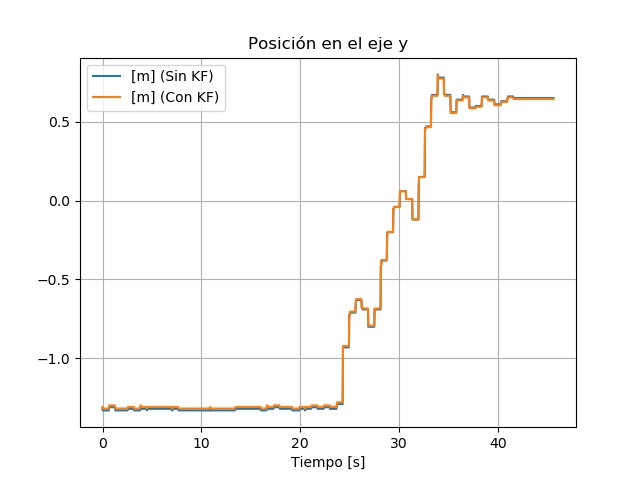 Posición en el eje y
[m] (Sin KF)
[m] (Con KF)
0.5
0.0
−0.5
−1.0
0 10 20 30 40
Tiempo [s]